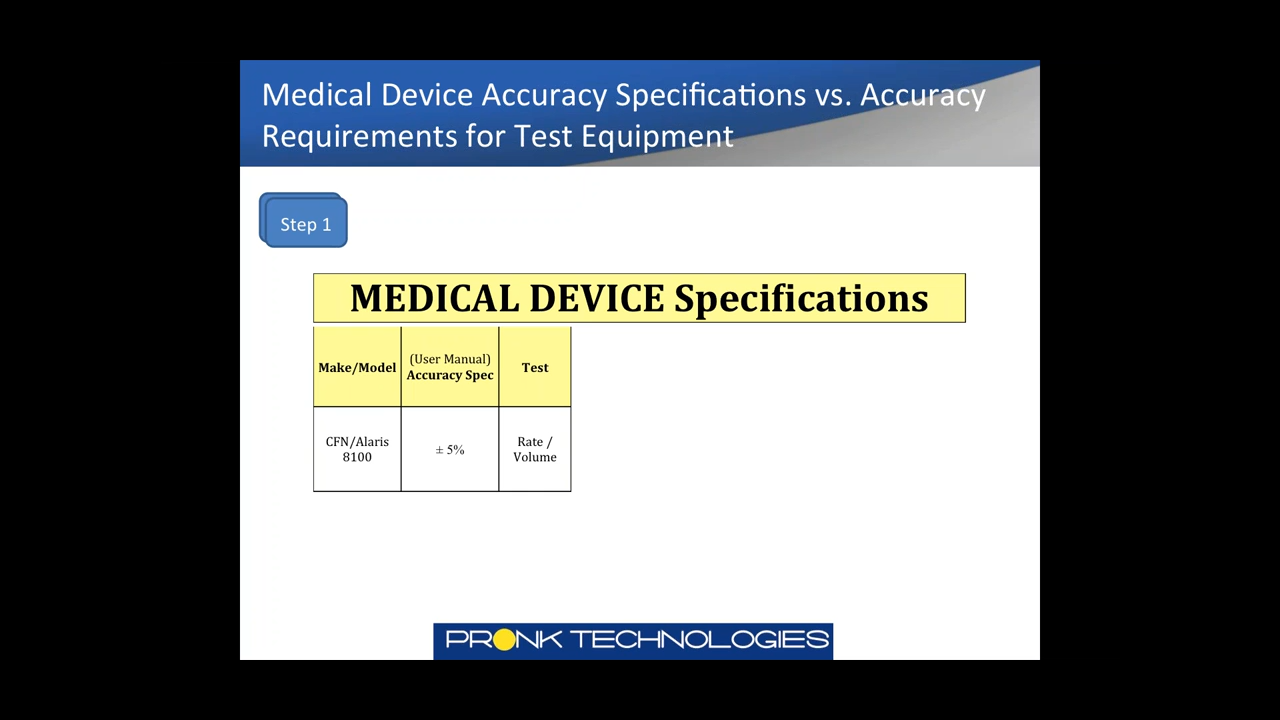 Medical Device Accuracy Specifications vs. Accuracy
Requirements for Test Equipment
Step 1
MEDICAL DEVICE Specifications
Make/Model
(User Manual)
Accuracy Spec
Test
CFN/Alaris
8100
± 5%
Rate /
Volume
PRONK TECHNOLOGIES